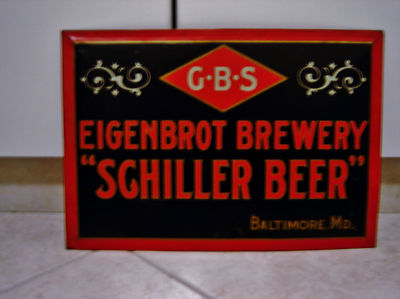 G·B·S
EIGENBROT BREWERY
"SCHILLER BEER"
BALTIMORE, MD.